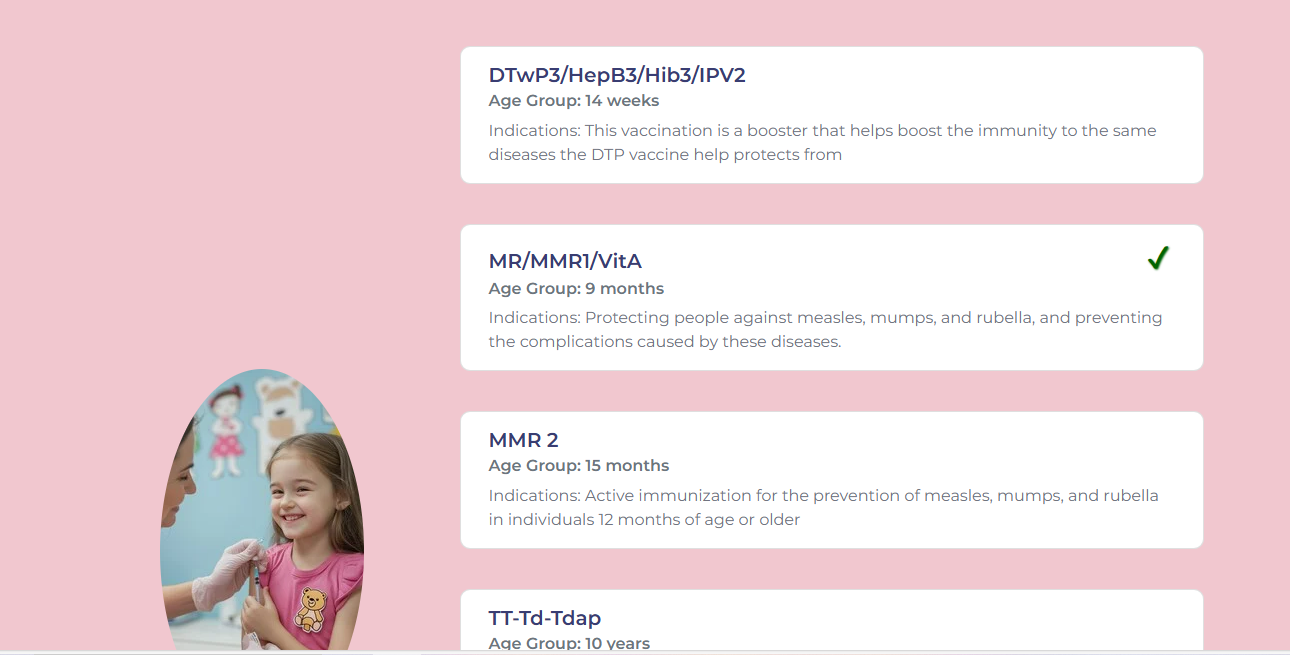 DTwP3/HepB3/Hib3/IPV2
Age Group: 14 weeks
Indications: This vaccination is a booster that helps boost the immunity to the same
diseases the DTP vaccine help protects from
MR/MMR1/VitA
Age Group: 9 months
Indications: Protecting people against measles, mumps, and rubella, and preventing
the complications caused by these diseases.
MMR 2
Age Group: 15 months
Indications: Active immunization for the prevention of measles, mumps, and rubella
in individuals 12 months of age or older
TT-Td-Tdap
Age Group: 10 years